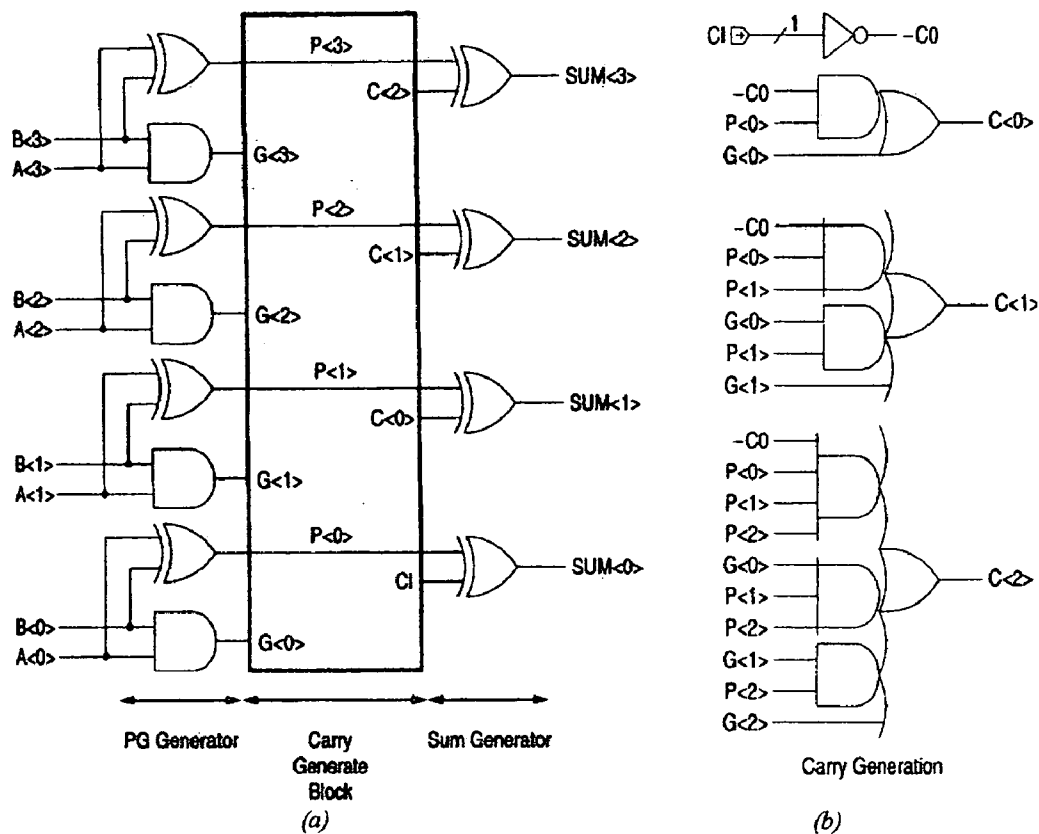 P<3>
SUM<3>
C<2>
B<3>
A<3>
G<3>
P<2>
SUM<2>
C<1>
B<2>
A<2>
G<2>
P<1>
SUM<1>
C<0>
B<1>
A<1>
G<1>
P<0>
SUM<0>
CI
B<0>
A<0>
G<0>
PG Generator
Carry
Generate
Block
Sum Generator
(a)
CI
1
-C0
-C0
P<0>
G<0>
C<0>
-C0
P<0>
P<1>
G<0>
P<1>
G<1>
C<1>
-C0
P<0>
P<1>
P<2>
G<0>
P<1>
P<2>
G<1>
P<2>
G<2>
C<2>
Carry Generation
(b)